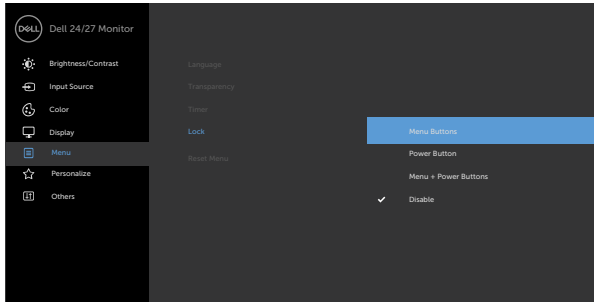 DELL Dell 24/27 Monitor
Brightness/Contrast
Input Source
Color
Display
Menu
Personalize
Others
Language
Transparency
Timer
Lock
Reset Menu
Menu Buttons
Power Button
Menu + Power Buttons
Disable